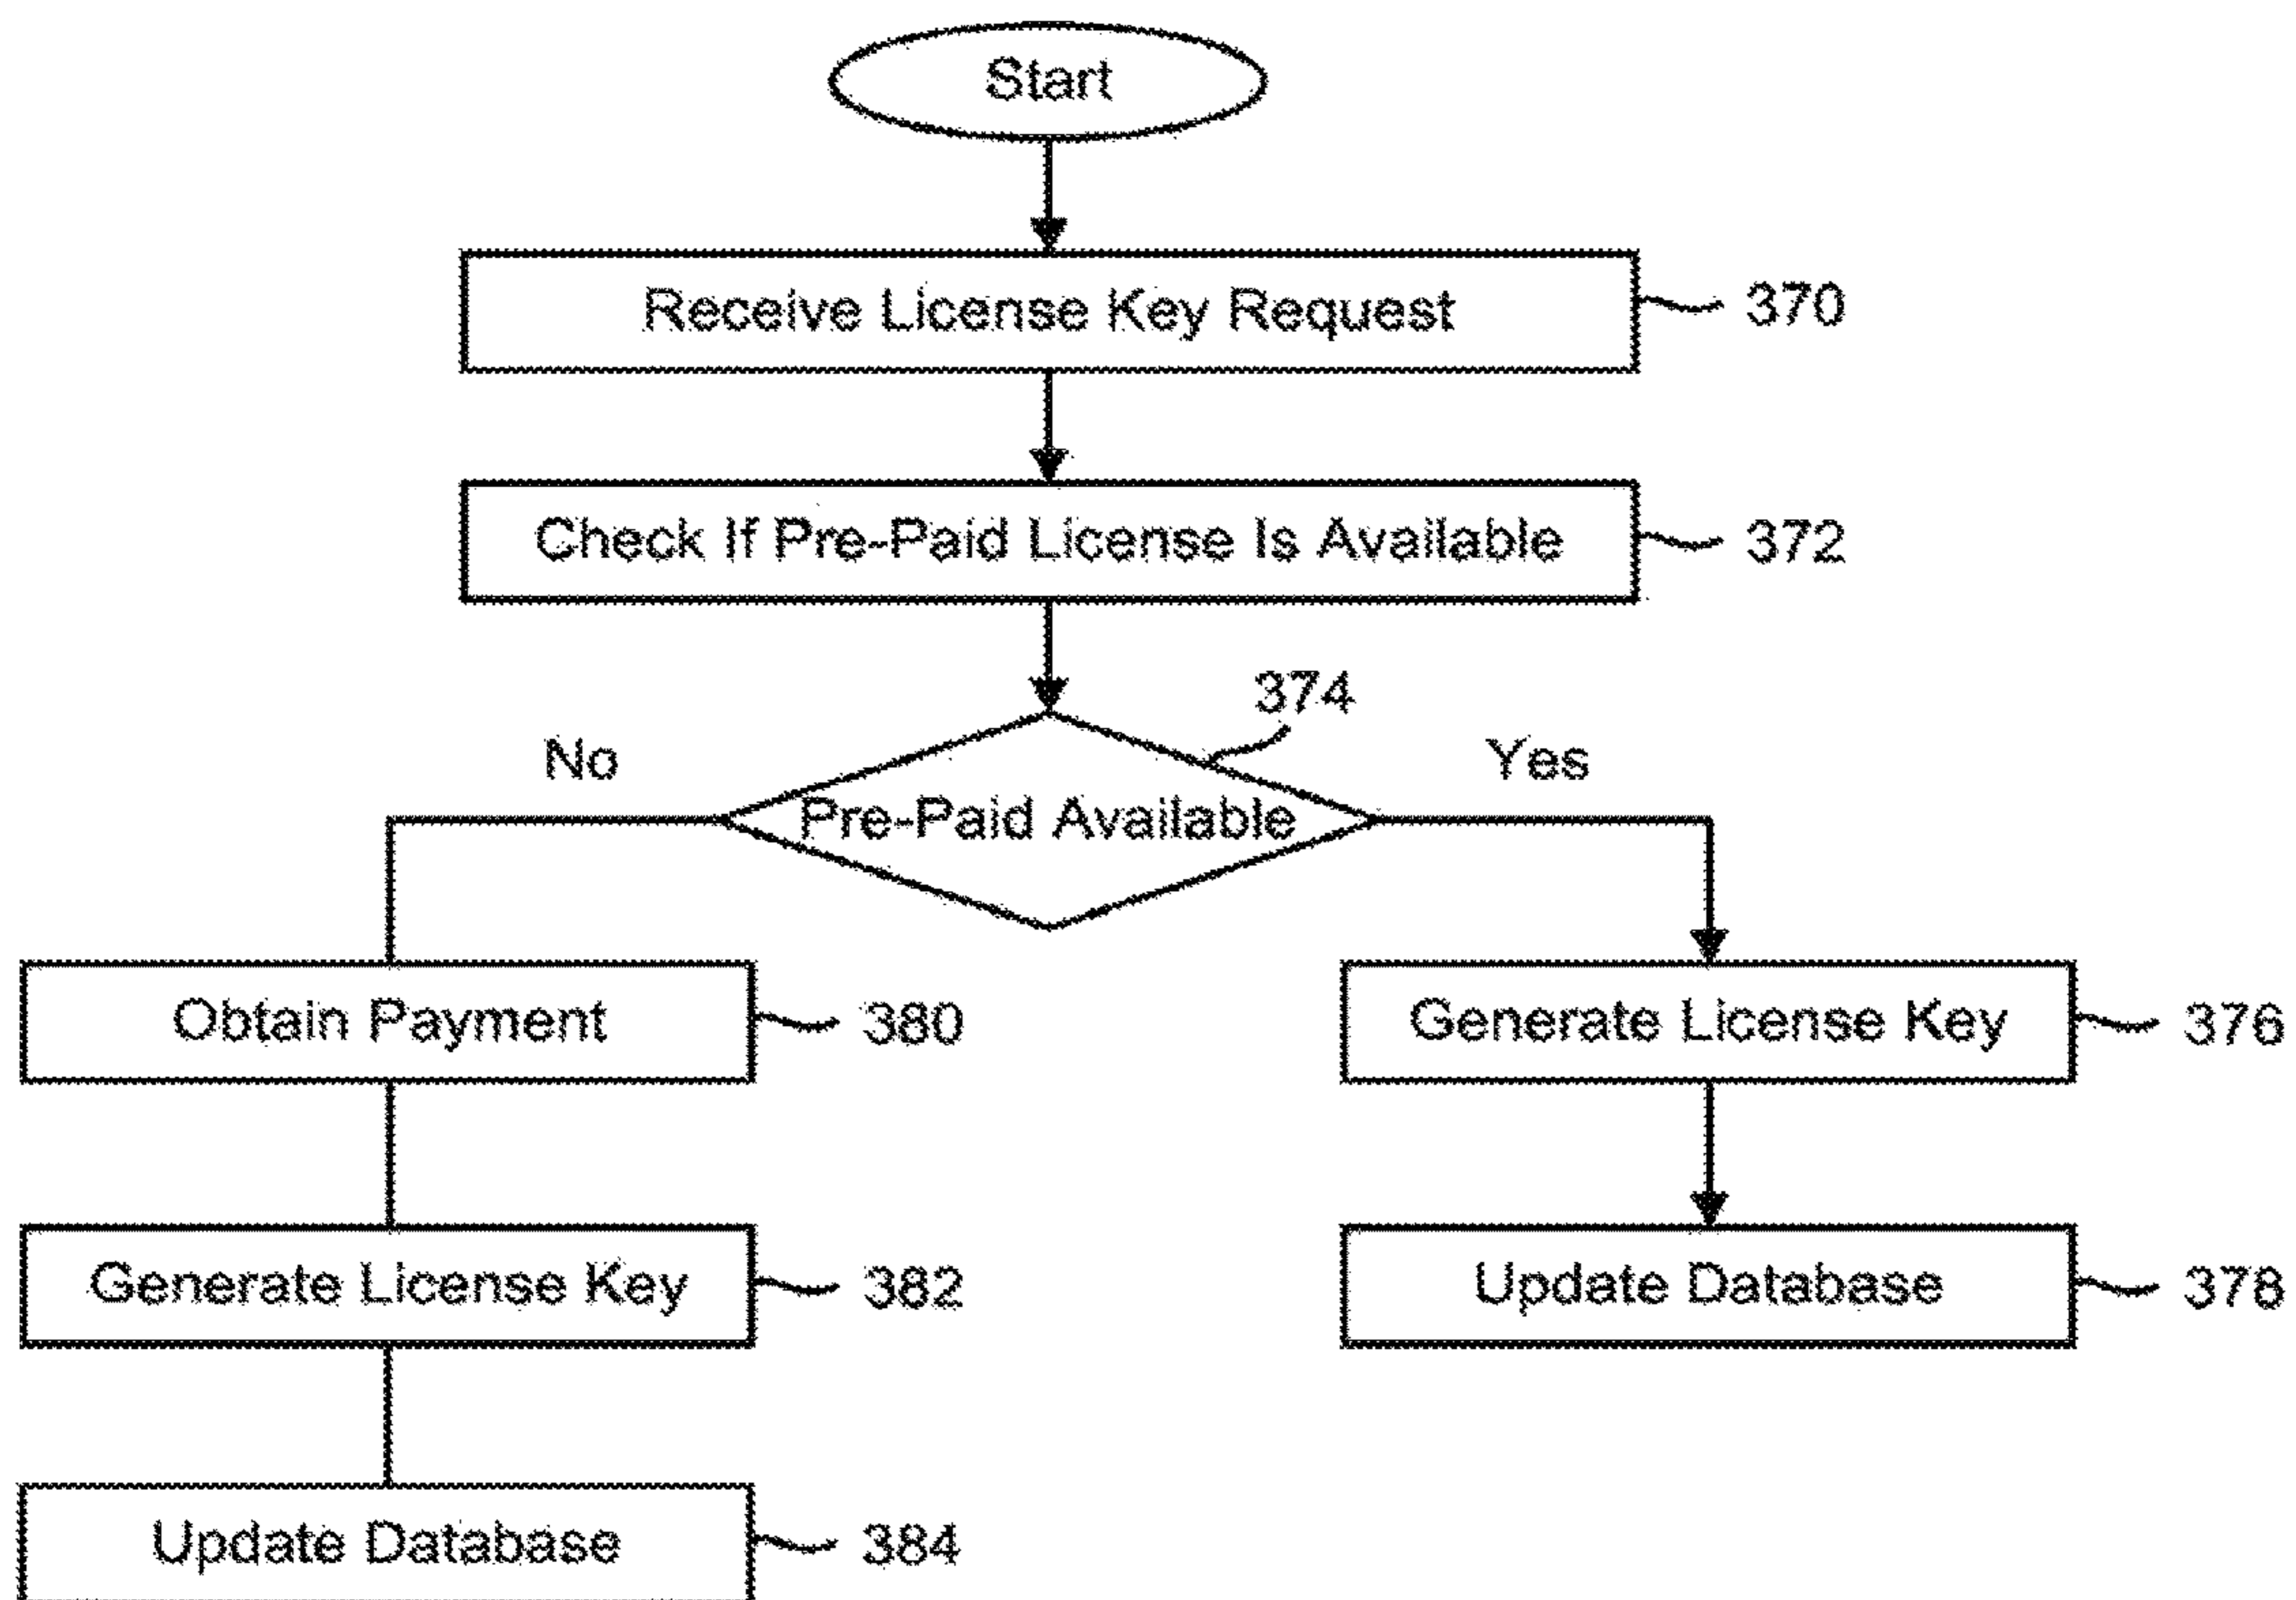 Start
Receive License Key Request
370
Check If Pre-Paid License Is Available
372
374
No
Yes
Pre-Paid Available
Obtain Payment
380
Generate License Key
376
Generate License Key
382
Update Database
378
Update Database
384